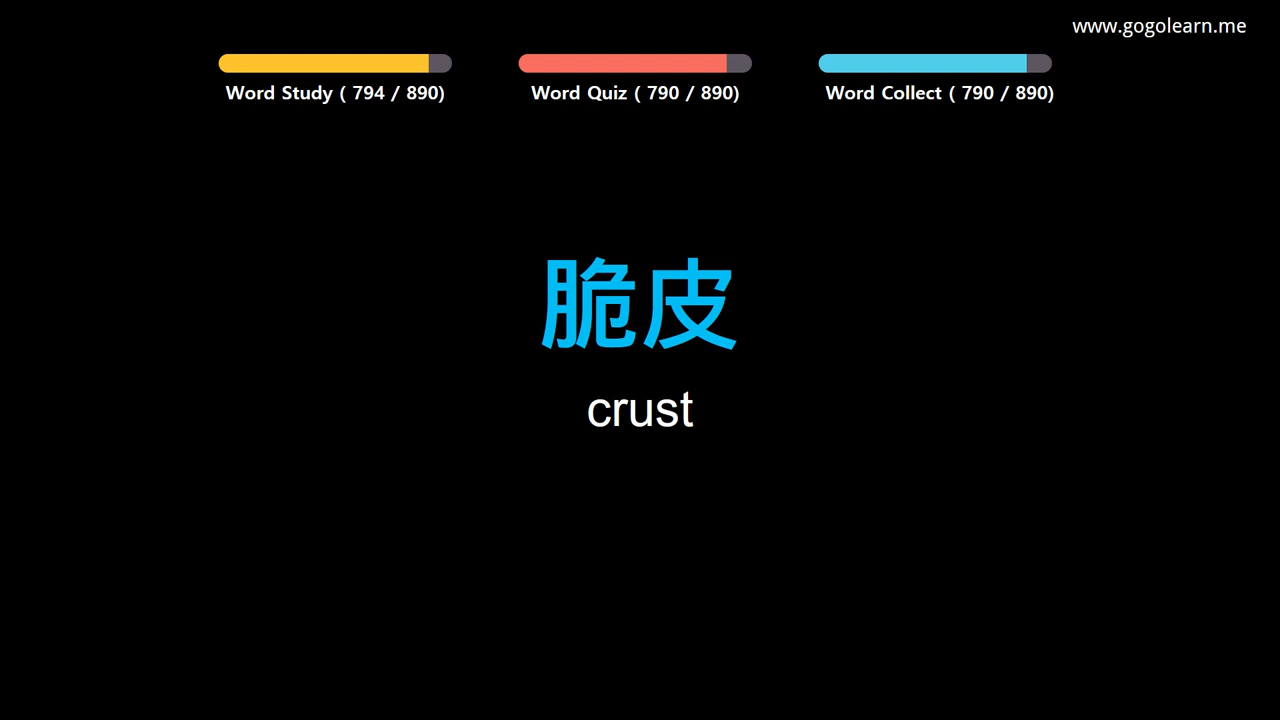 www.gogolearn.me
Word Study ( 794 / 890)
Word Quiz ( 790 / 890)
Word Collect ( 790 / 890)
脆皮
crust